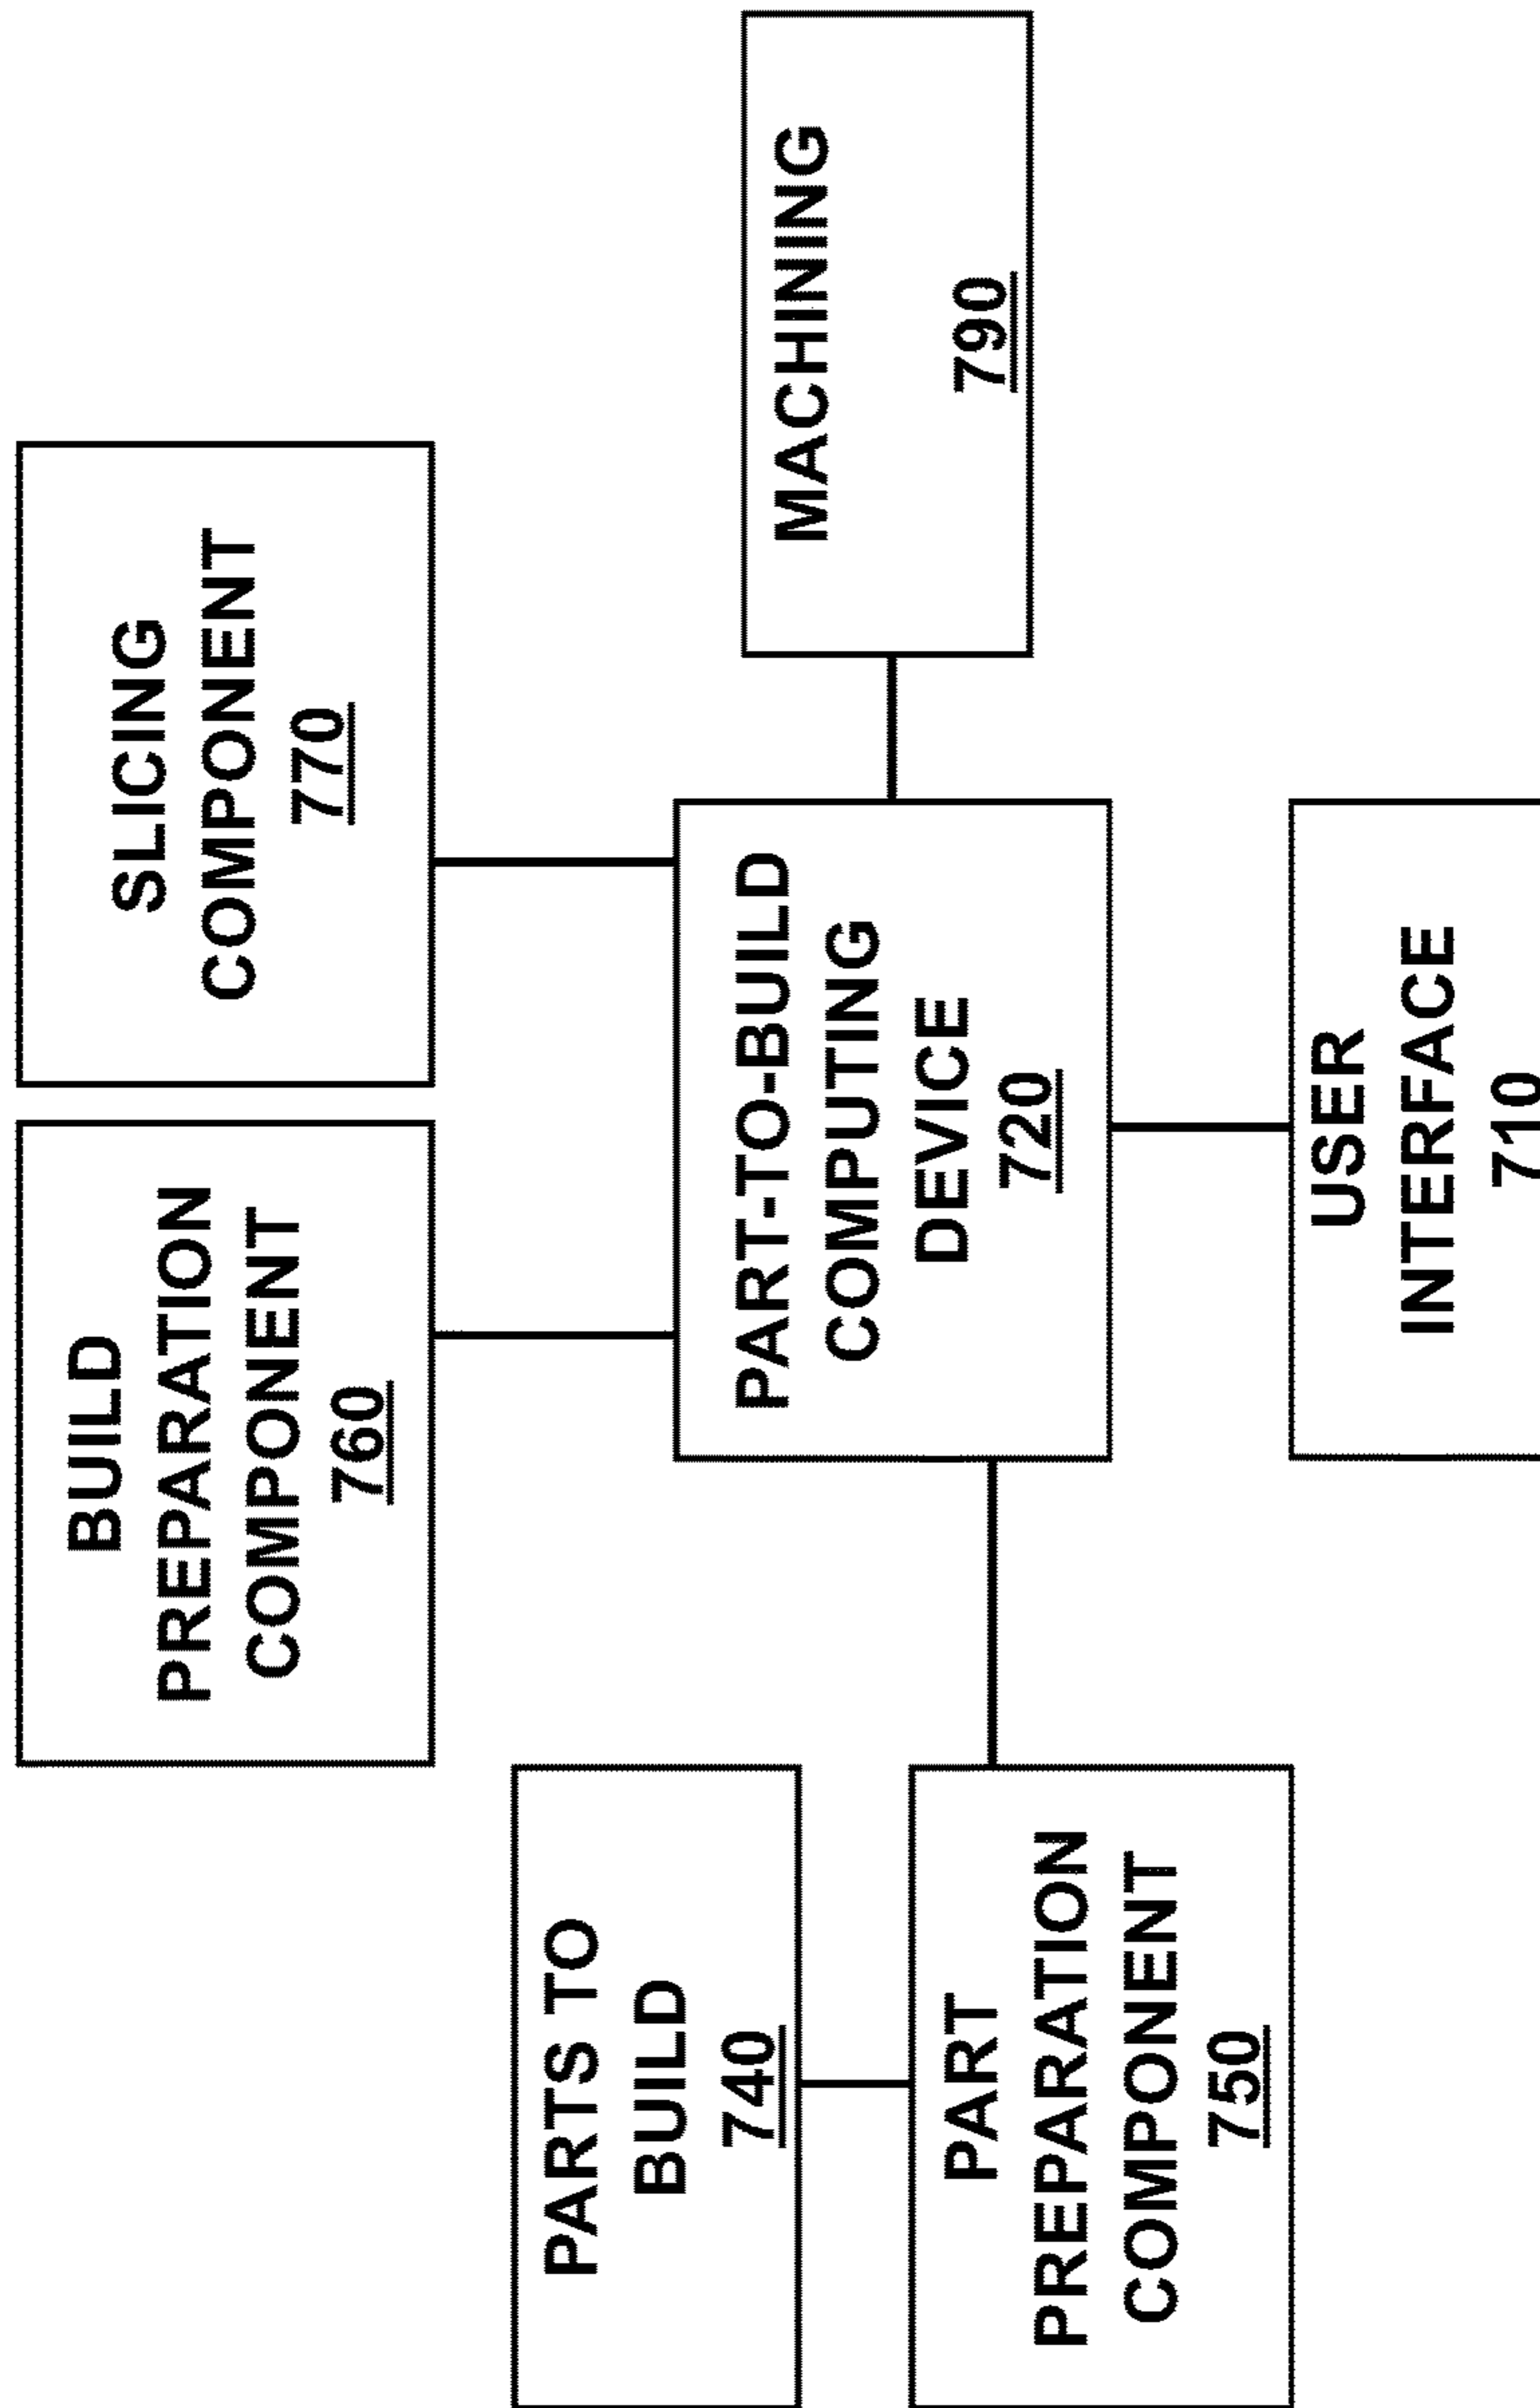 BUILD
PREPARATION
COMPONENT
760
SLICING
COMPONENT
770
PARTS TO
BUILD
740
PART-TO-BUILD
COMPUTING
DEVICE
720
MACHINING
790
PART
PREPARATION
COMPONENT
750
USER
INTERFACE
710